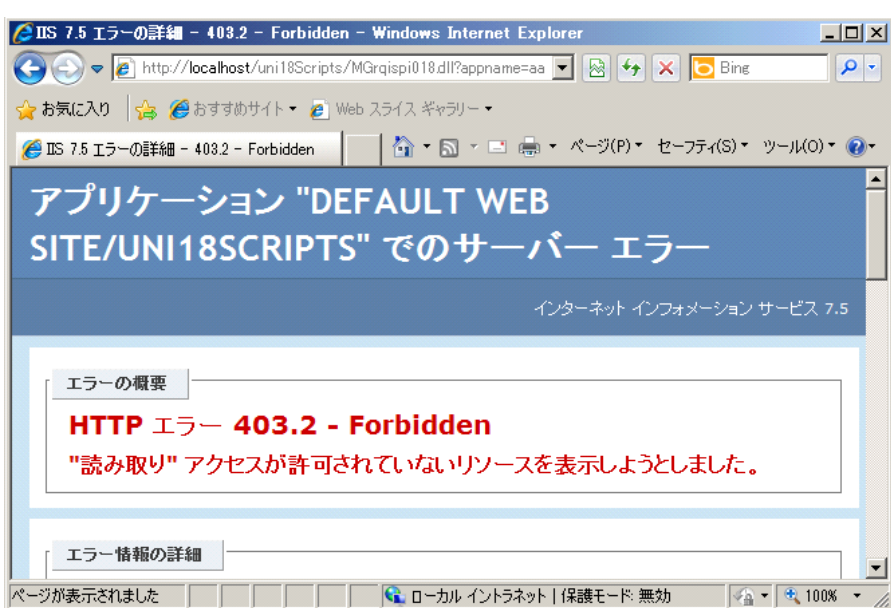 IIS 7.5 エラーの詳細 - 403.2 - Forbidden - Windows Internet Explorer
http://localhost/uni18Scripts/MGrqispi018.dll?appname=aa
Bing
お気に入り おすすめサイト Web スライス ギャラリー
IIS 7.5 エラーの詳細 - 403.2 - Forbidden ページ(P) セーフティ(S) ツール(O)
アプリケーション "DEFAULT WEB
SITE/UNI18SCRIPTS" でのサーバー エラー
インターネット インフォメーション サービス 7.5
エラーの概要
HTTP エラー 403.2 - Forbidden
"読み取り" アクセスが許可されていないリソースを表示しようとしました。
エラー情報の詳細
ページが表示されました ローカル イントラネット | 保護モード: 無効 100%